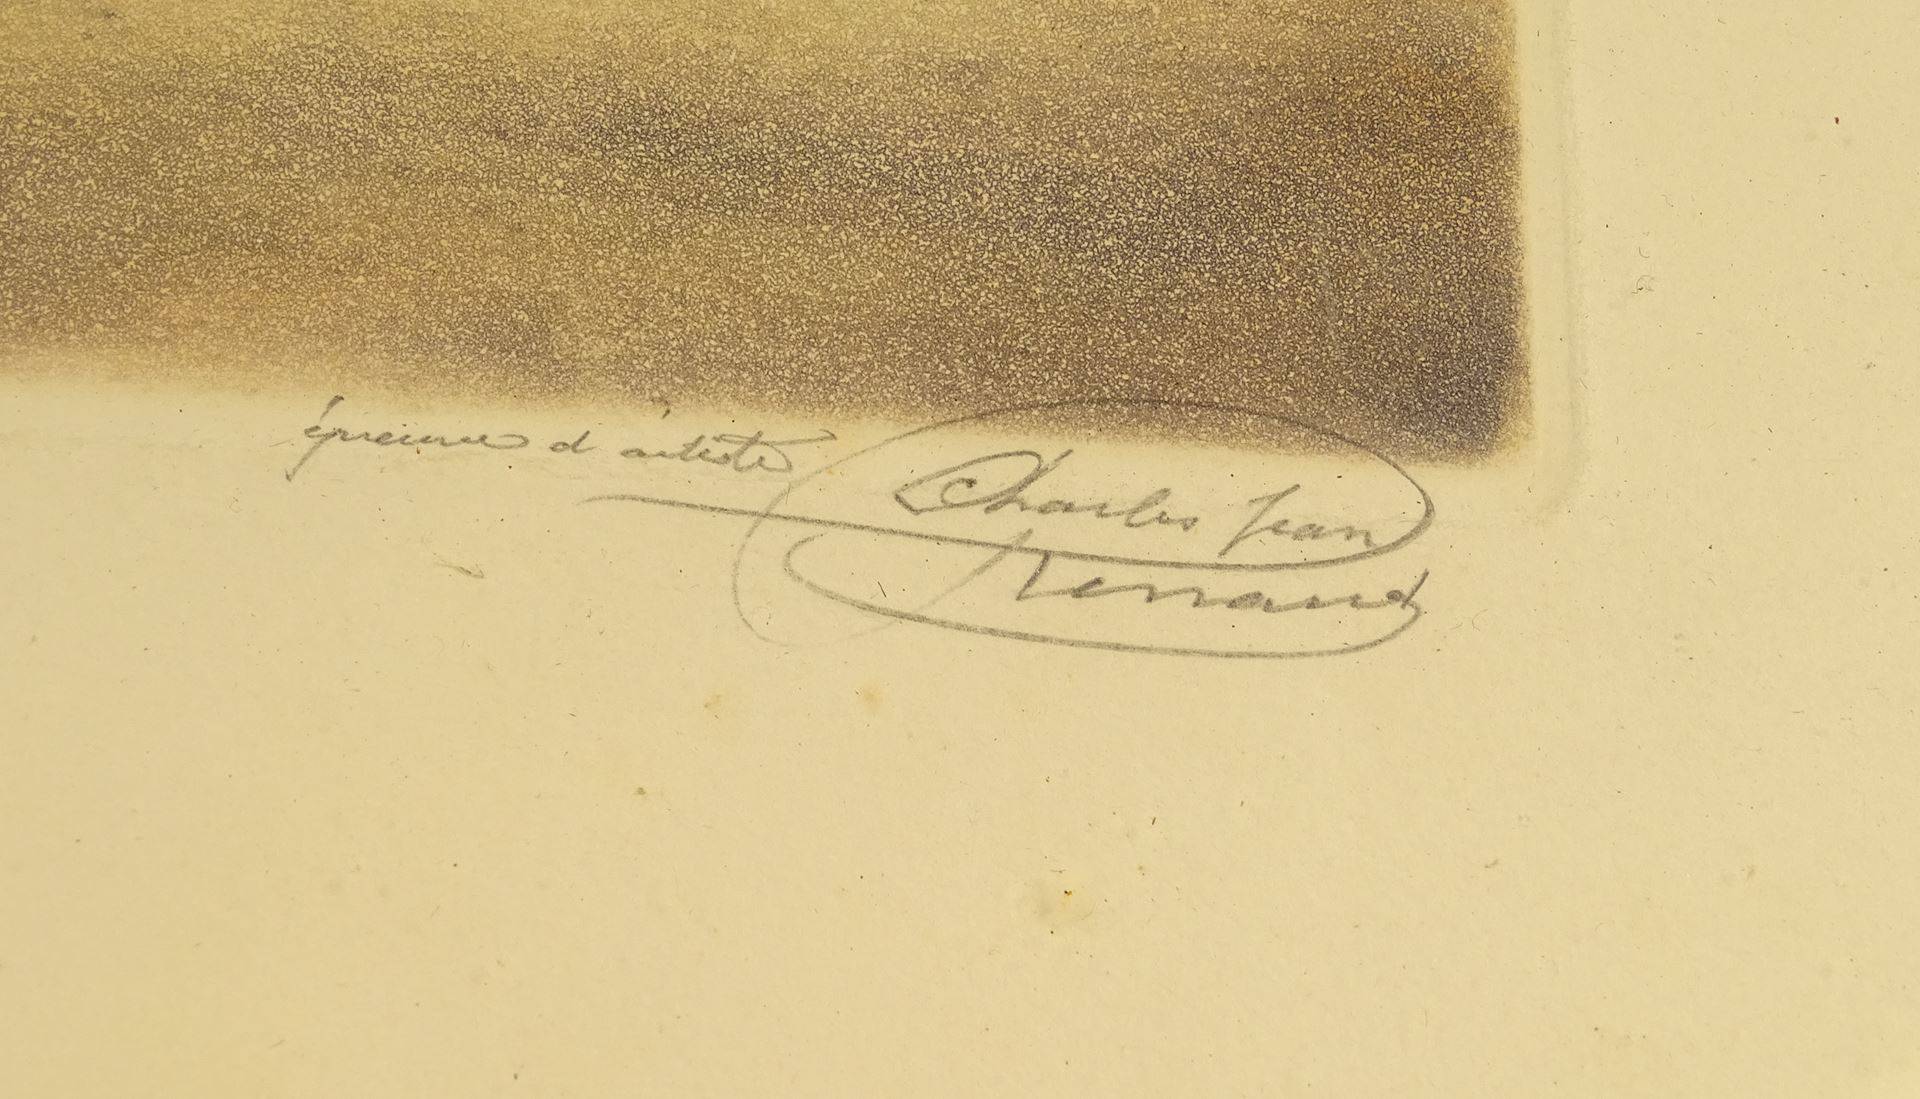 épreuve d'artiste
Charles Jean
Renaud